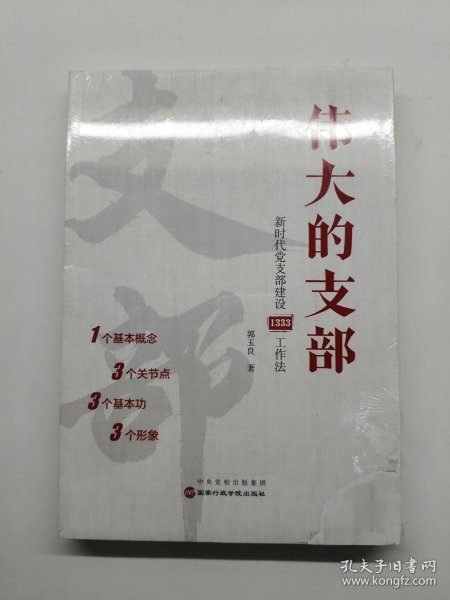 伟大的支部
新时代党支部建设
1333
工作法
郭玉良 著
支部
1个基本概念
3个关节点
3个基本功
3个形象
中央党校出版集团
国家行政学院出版社
孔夫子旧书网
www.kongfz.com